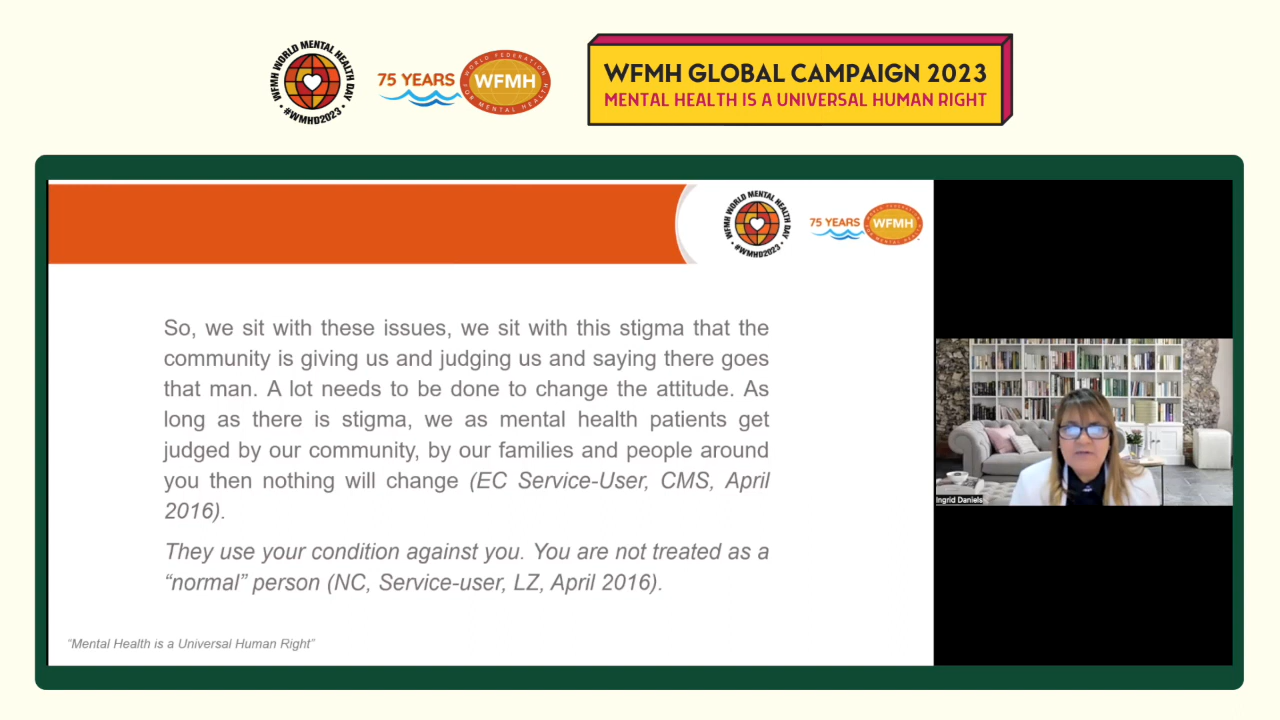 WFMH WORLD MENTAL HEALTH DAY
• #WMHD2023 •
75 YEARS
WORLD FEDERATION
WFMH
FOR MENTAL HEALTH
WFMH GLOBAL CAMPAIGN 2023
MENTAL HEALTH IS A UNIVERSAL HUMAN RIGHT
WFMH WORLD MENTAL HEALTH DAY
• #WMHD2023 •
75 YEARS
WFMH
So, we sit with these issues, we sit with this stigma that the
community is giving us and judging us and saying there goes
that man. A lot needs to be done to change the attitude. As
long as there is stigma, we as mental health patients get
judged by our community, by our families and people around
you then nothing will change (EC Service-User, CMS, April
2016).
They use your condition against you. You are not treated as a
“normal” person (NC, Service-user, LZ, April 2016).
"Mental Health is a Universal Human Right"
Ingrid Daniels